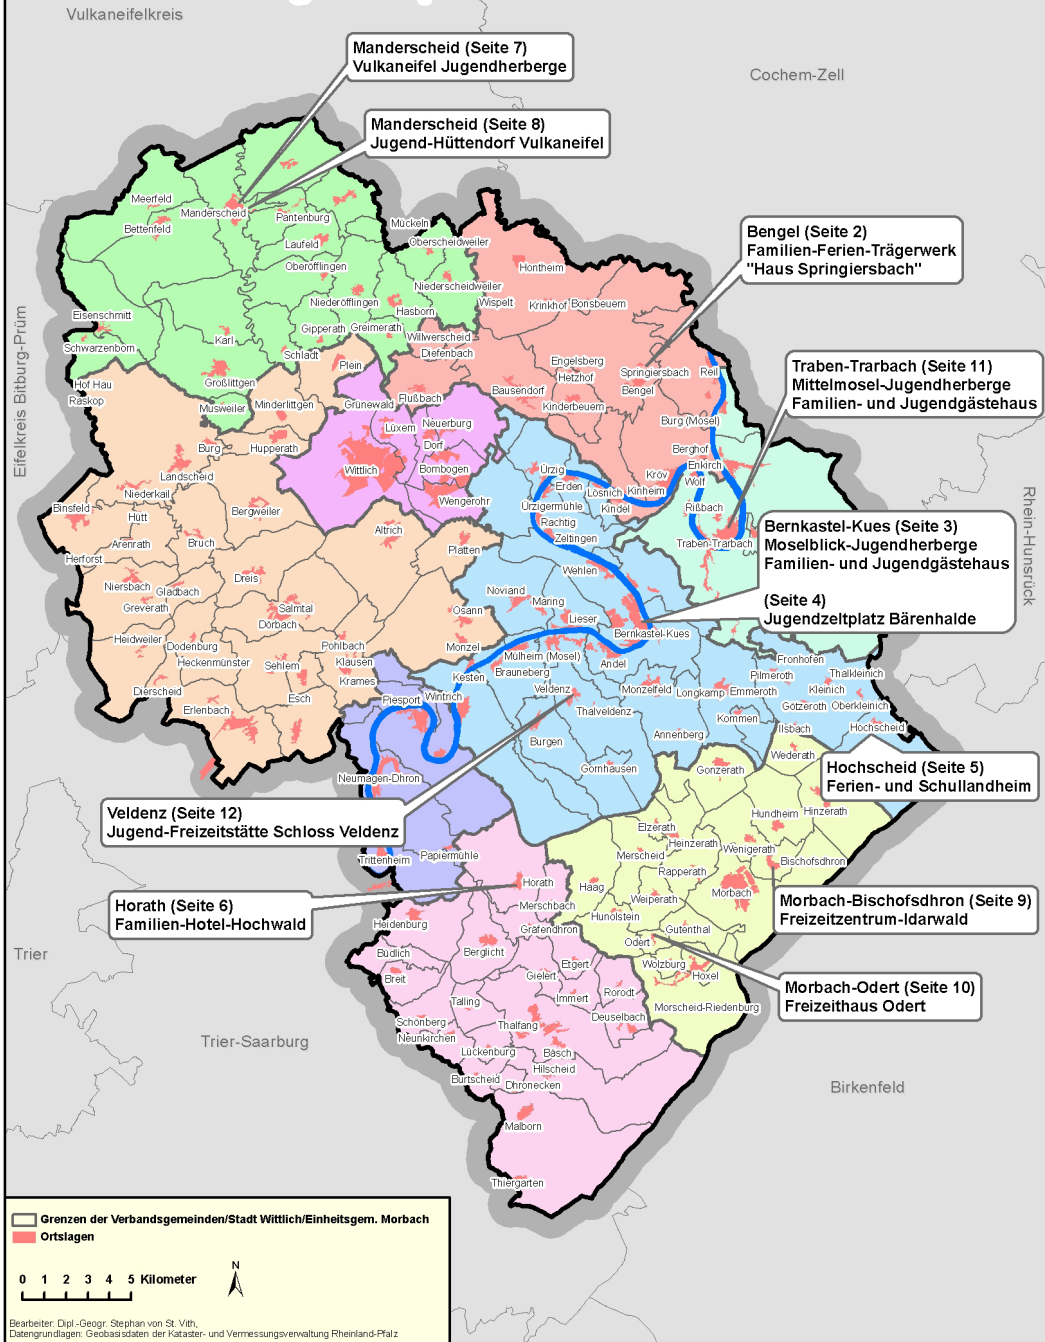 Vulkaneifelkreis
Cochem-Zell
Manderscheid (Seite 7)
Vulkaneifel Jugendherberge
Manderscheid (Seite 8)
Jugend-Hüttendorf Vulkaneifel
Bengel (Seite 2)
Familien-Ferien-Trägerwerk
"Haus Springiersbach"
Traben-Trarbach (Seite 11)
Mittelmosel-Jugendherberge
Familien- und Jugendgästehaus
Bernkastel-Kues (Seite 3)
Moselblick-Jugendherberge
Familien- und Jugendgästehaus
(Seite 4)
Jugendzeltplatz Bärenhalde
Hochscheid (Seite 5)
Ferien- und Schullandheim
Veldenz (Seite 12)
Jugend-Freizeitstätte Schloss Veldenz
Horath (Seite 6)
Familien-Hotel-Hochwald
Morbach-Bischofsdhron (Seite 9)
Freizeitzentrum-Idarwald
Morbach-Odert (Seite 10)
Freizeithaus Odert
Eifelkreis Bitburg-Prüm
Rhein-Hunsrück
Trier
Trier-Saarburg
Birkenfeld
Meerfeld
Manderscheid
Bettenfeld
Pantenburg
Laufeld
Mückeln
Oberscheidweiler
Oberöfflingen
Niederscheidweiler
Niederöfflingen
Hasborn
Wispelt
Hontheim
Krinkhof
Bonsbeuern
Eisenschmitt
Schwarzenborn
Karl
Gipperath
Greimerath
Willwerscheid
Diefenbach
Schladt
Plein
Großlittgen
Hof Hau
Raskop
Musweiler
Minderlittgen
Grünewald
Flußbach
Bausendorf
Engelsberg
Hetzhof
Kinderbeuern
Springiersbach
Bengel
Reil
Burg (Mosel)
Lüxem
Neuerburg
Dorf
Bombogen
Wengerohr
Wittlich
Hupperath
Burg
Landscheid
Niederkail
Binsfeld
Hütt
Arenrath
Bergweiler
Bruch
Altrich
Platten
Herforst
Niersbach
Greverath
Gladbach
Dreis
Salmtal
Dörbach
Heidweiler
Dodenburg
Heckenmünster
Sehlem
Pohlbach
Klausen
Krames
Dierscheid
Erlenbach
Esch
Berghof
Enkirch
Wolf
Kröv
Kinheim
Kindel
Lösnich
Erden
Ürzig
Ürzigermühle
Rachtig
Zeltingen
Rißbach
Traben-Trarbach
Wehlen
Noviand
Maring
Lieser
Osann
Monzel
Bernkastel-Kues
Andel
Mülheim (Mosel)
Brauneberg
Kesten
Wintrich
Piesport
Veldenz
Thalveldenz
Burgen
Gornhausen
Monzelfeld
Longkamp
Kommen
Annenberg
Emmeroth
Pilmeroth
Fronhofen
Thalkleinich
Kleinich
Götzeroth
Oberkleinich
Ilsbach
Hochscheid
Wederath
Gonzerath
Hundheim
Hinzerath
Elzerath
Heinzerath
Merscheid
Wenigerath
Bischofsdhron
Rapperath
Morbach
Haag
Weiperath
Hunolstein
Gutenthal
Odert
Wolzburg
Hoxel
Morscheid-Riedenburg
Neumagen-Dhron
Trittenheim
Papiermühle
Horath
Merschbach
Gräfendhron
Heidenburg
Büdlich
Breit
Berglicht
Etgert
Gielert
Immert
Rorodt
Deuselbach
Talling
Thalfang
Schönberg
Neunkirchen
Lückenburg
Bäsch
Hilscheid
Burtscheid
Dhronecken
Malborn
Thiergarten
Grenzen der Verbandsgemeinden/Stadt Wittlich/Einheitsgem. Morbach
Ortslagen
0 1 2 3 4 5 Kilometer
N
Bearbeiter: Dipl.-Geogr. Stephan von St. Vith,
Datengrundlagen: Geobasisdaten der Kataster- und Vermessungsverwaltung Rheinland-Pfalz